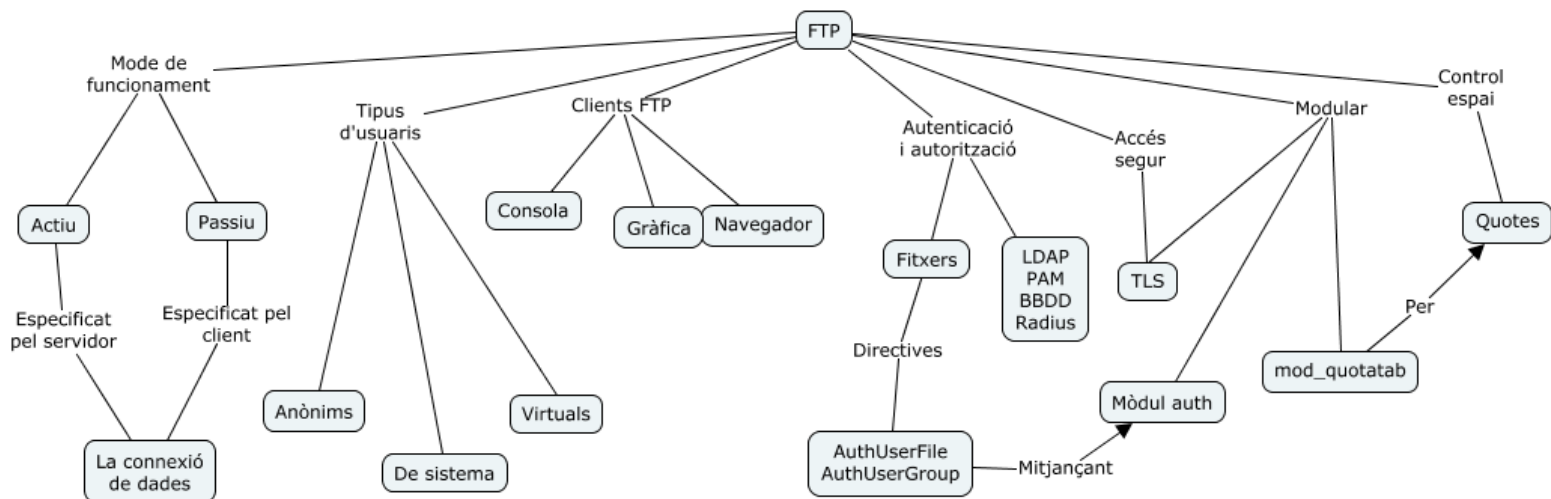 FTP
Mode de
funcionament
Tipus
d'usuaris
Clients FTP
Autenticació
i autorització
Accés
segur
Modular
Control
espai
Actiu
Passiu
Consola
Gràfica
Navegador
Fitxers
LDAP
PAM
BBDD
Radius
TLS
Quotes
Especificat
pel servidor
Especificat pel
client
Directives
Per
mod_quotatab
Anònims
Virtuals
Mòdul auth
La connexió
de dades
De sistema
AuthUserFile
AuthUserGroup
Mitjançant